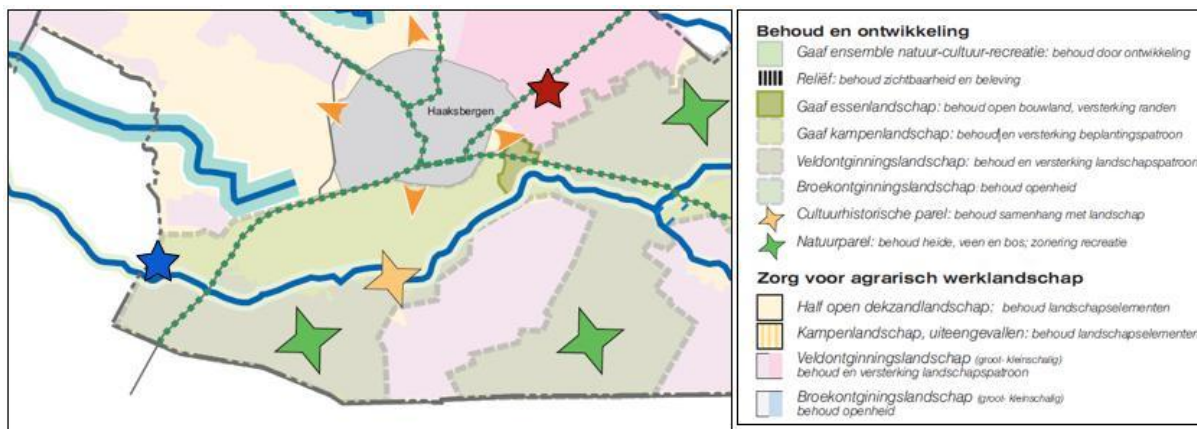 Haaksbergen
Behoud en ontwikkeling
Gaaf ensemble natuur-cultuur-recreatie: behoud door ontwikkeling
Reliëf: behoud zichtbaarheid en beleving
Gaaf essenlandschap: behoud open bouwland, versterking randen
Gaaf kampenlandschap: behoud en versterking beplantingspatroon
Veldontginningslandschap: behoud en versterking landschapspatroon
Broekontginningslandschap: behoud openheid
Cultuurhistorische parel: behoud samenhang met landschap
Natuurparel: behoud heide, veen en bos; zonering recreatie
Zorg voor agrarisch werklandschap
Half open dekzandlandschap: behoud landschapselementen
Kampenlandschap, uiteengevallen: behoud landschapselementen
Veldontginningslandschap (groot- kleinschalig)
behoud en versterking landschapspatroon
Broekontginingslandschap (groot- kleinschalig)
behoud openheid